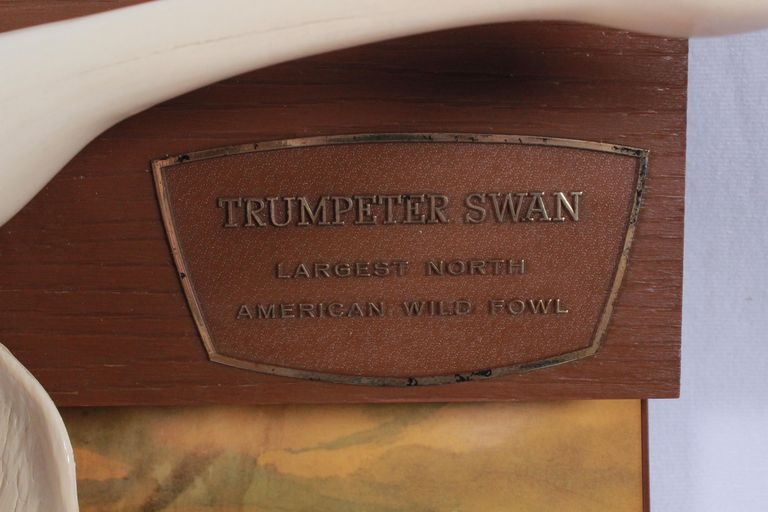 TRUMPETER SWAN
LARGEST NORTH
AMERICAN WILD FOWL